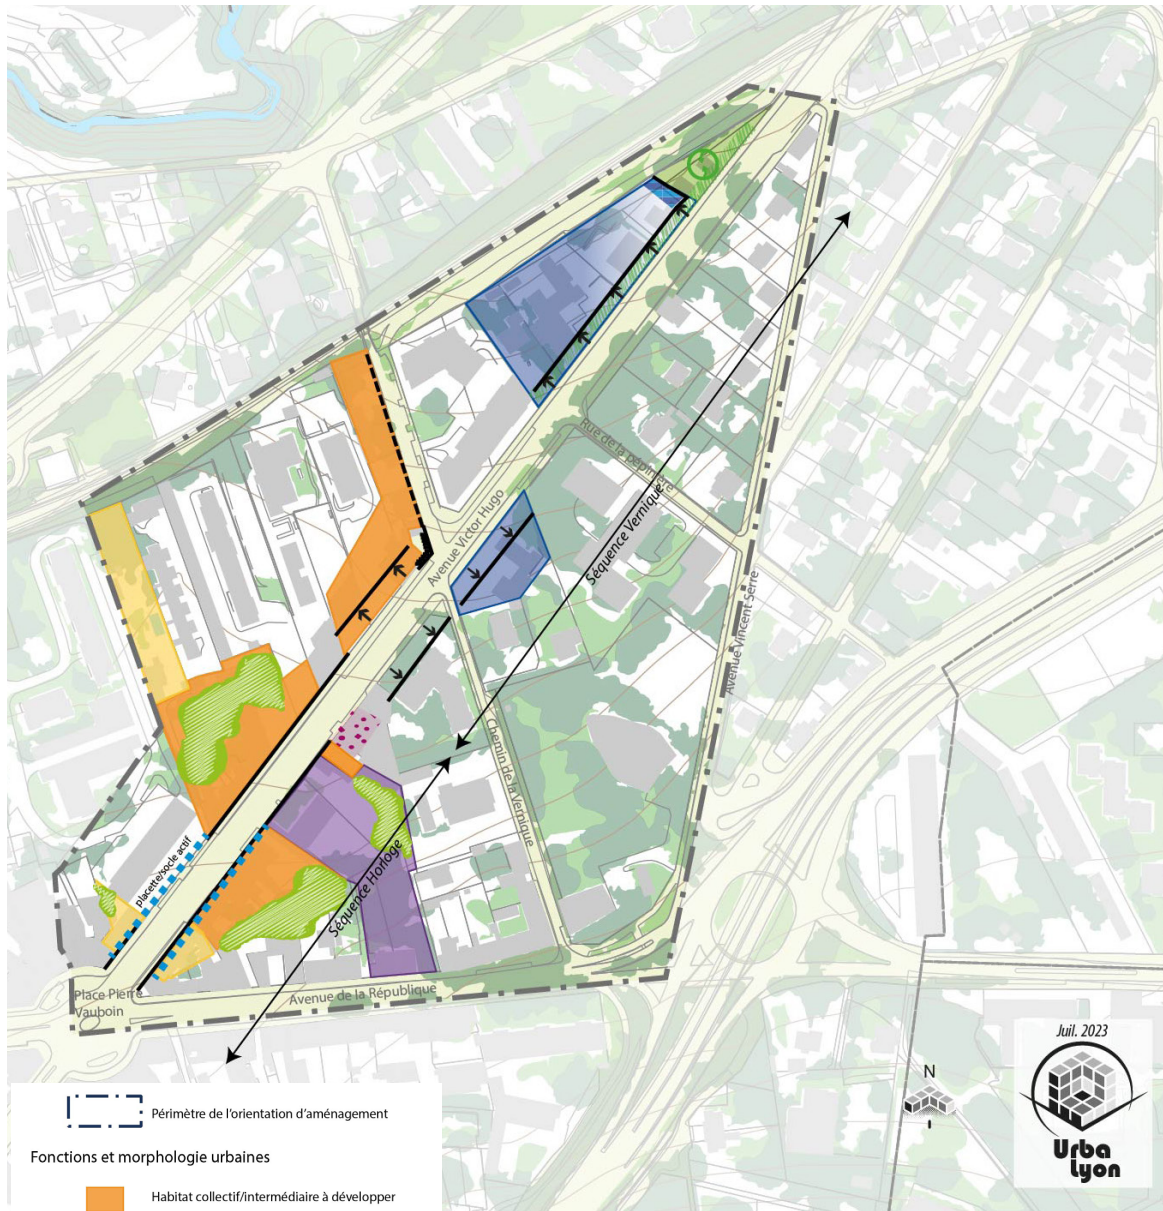 Rue de la pépinière
Séquence Vernique
Avenue Victor Hugo
Avenue Vincent Serre
Chemin de la Vernique
placette/socle actif
Séquence Horloge
Avenue de la République
Place Pierre
Vauboin
Juil. 2023
N
Urba
Lyon
Périmètre de l'orientation d'aménagement
Fonctions et morphologie urbaines
Habitat collectif/intermédiaire à développer